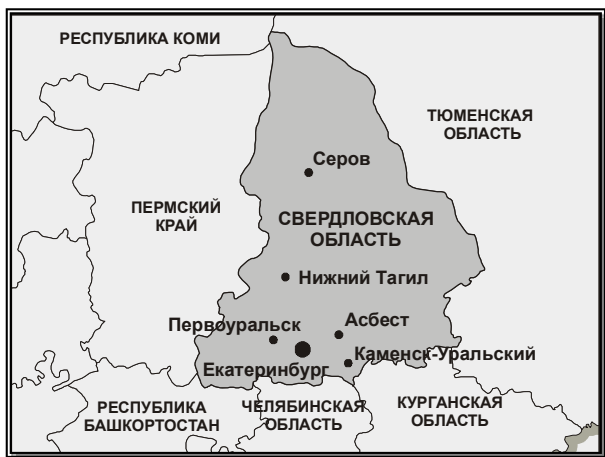 РЕСПУБЛИКА КОМИ
ТЮМЕНСКАЯ
ОБЛАСТЬ
Серов
ПЕРМСКИЙ
КРАЙ
СВЕРДЛОВСКАЯ
ОБЛАСТЬ
Нижний Тагил
Первоуральск
Асбест
Екатеринбург
Каменск-Уральский
РЕСПУБЛИКА
БАШКОРТОСТАН
ЧЕЛЯБИНСКАЯ
ОБЛАСТЬ
КУРГАНСКАЯ
ОБЛАСТЬ